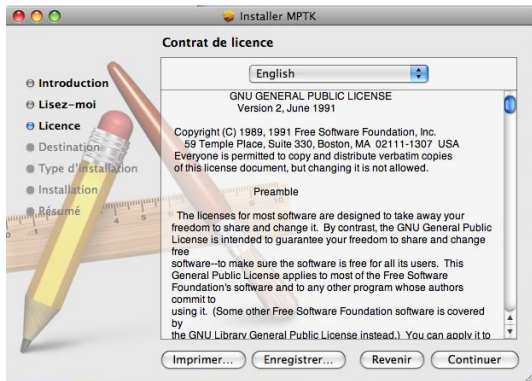 Installer MPTK
Contrat de licence
Introduction
Lisez-moi
Licence
Destination
Type d'installation
Installation
Résumé
English
GNU GENERAL PUBLIC LICENSE
Version 2, June 1991
Copyright (C) 1989, 1991 Free Software Foundation, Inc.
59 Temple Place, Suite 330, Boston, MA 02111-1307 USA
Everyone is permitted to copy and distribute verbatim copies
of this license document, but changing it is not allowed.
Preamble
The licenses for most software are designed to take away your
freedom to share and change it. By contrast, the GNU General Public
License is intended to guarantee your freedom to share and change
free
software--to make sure the software is free for all its users. This
General Public License applies to most of the Free Software
Foundation's software and to any other program whose authors
commit to
using it. (Some other Free Software Foundation software is covered
by
the GNU Library General Public License instead.) You can apply it to
Imprimer... Enregistrer... Revenir Continuer